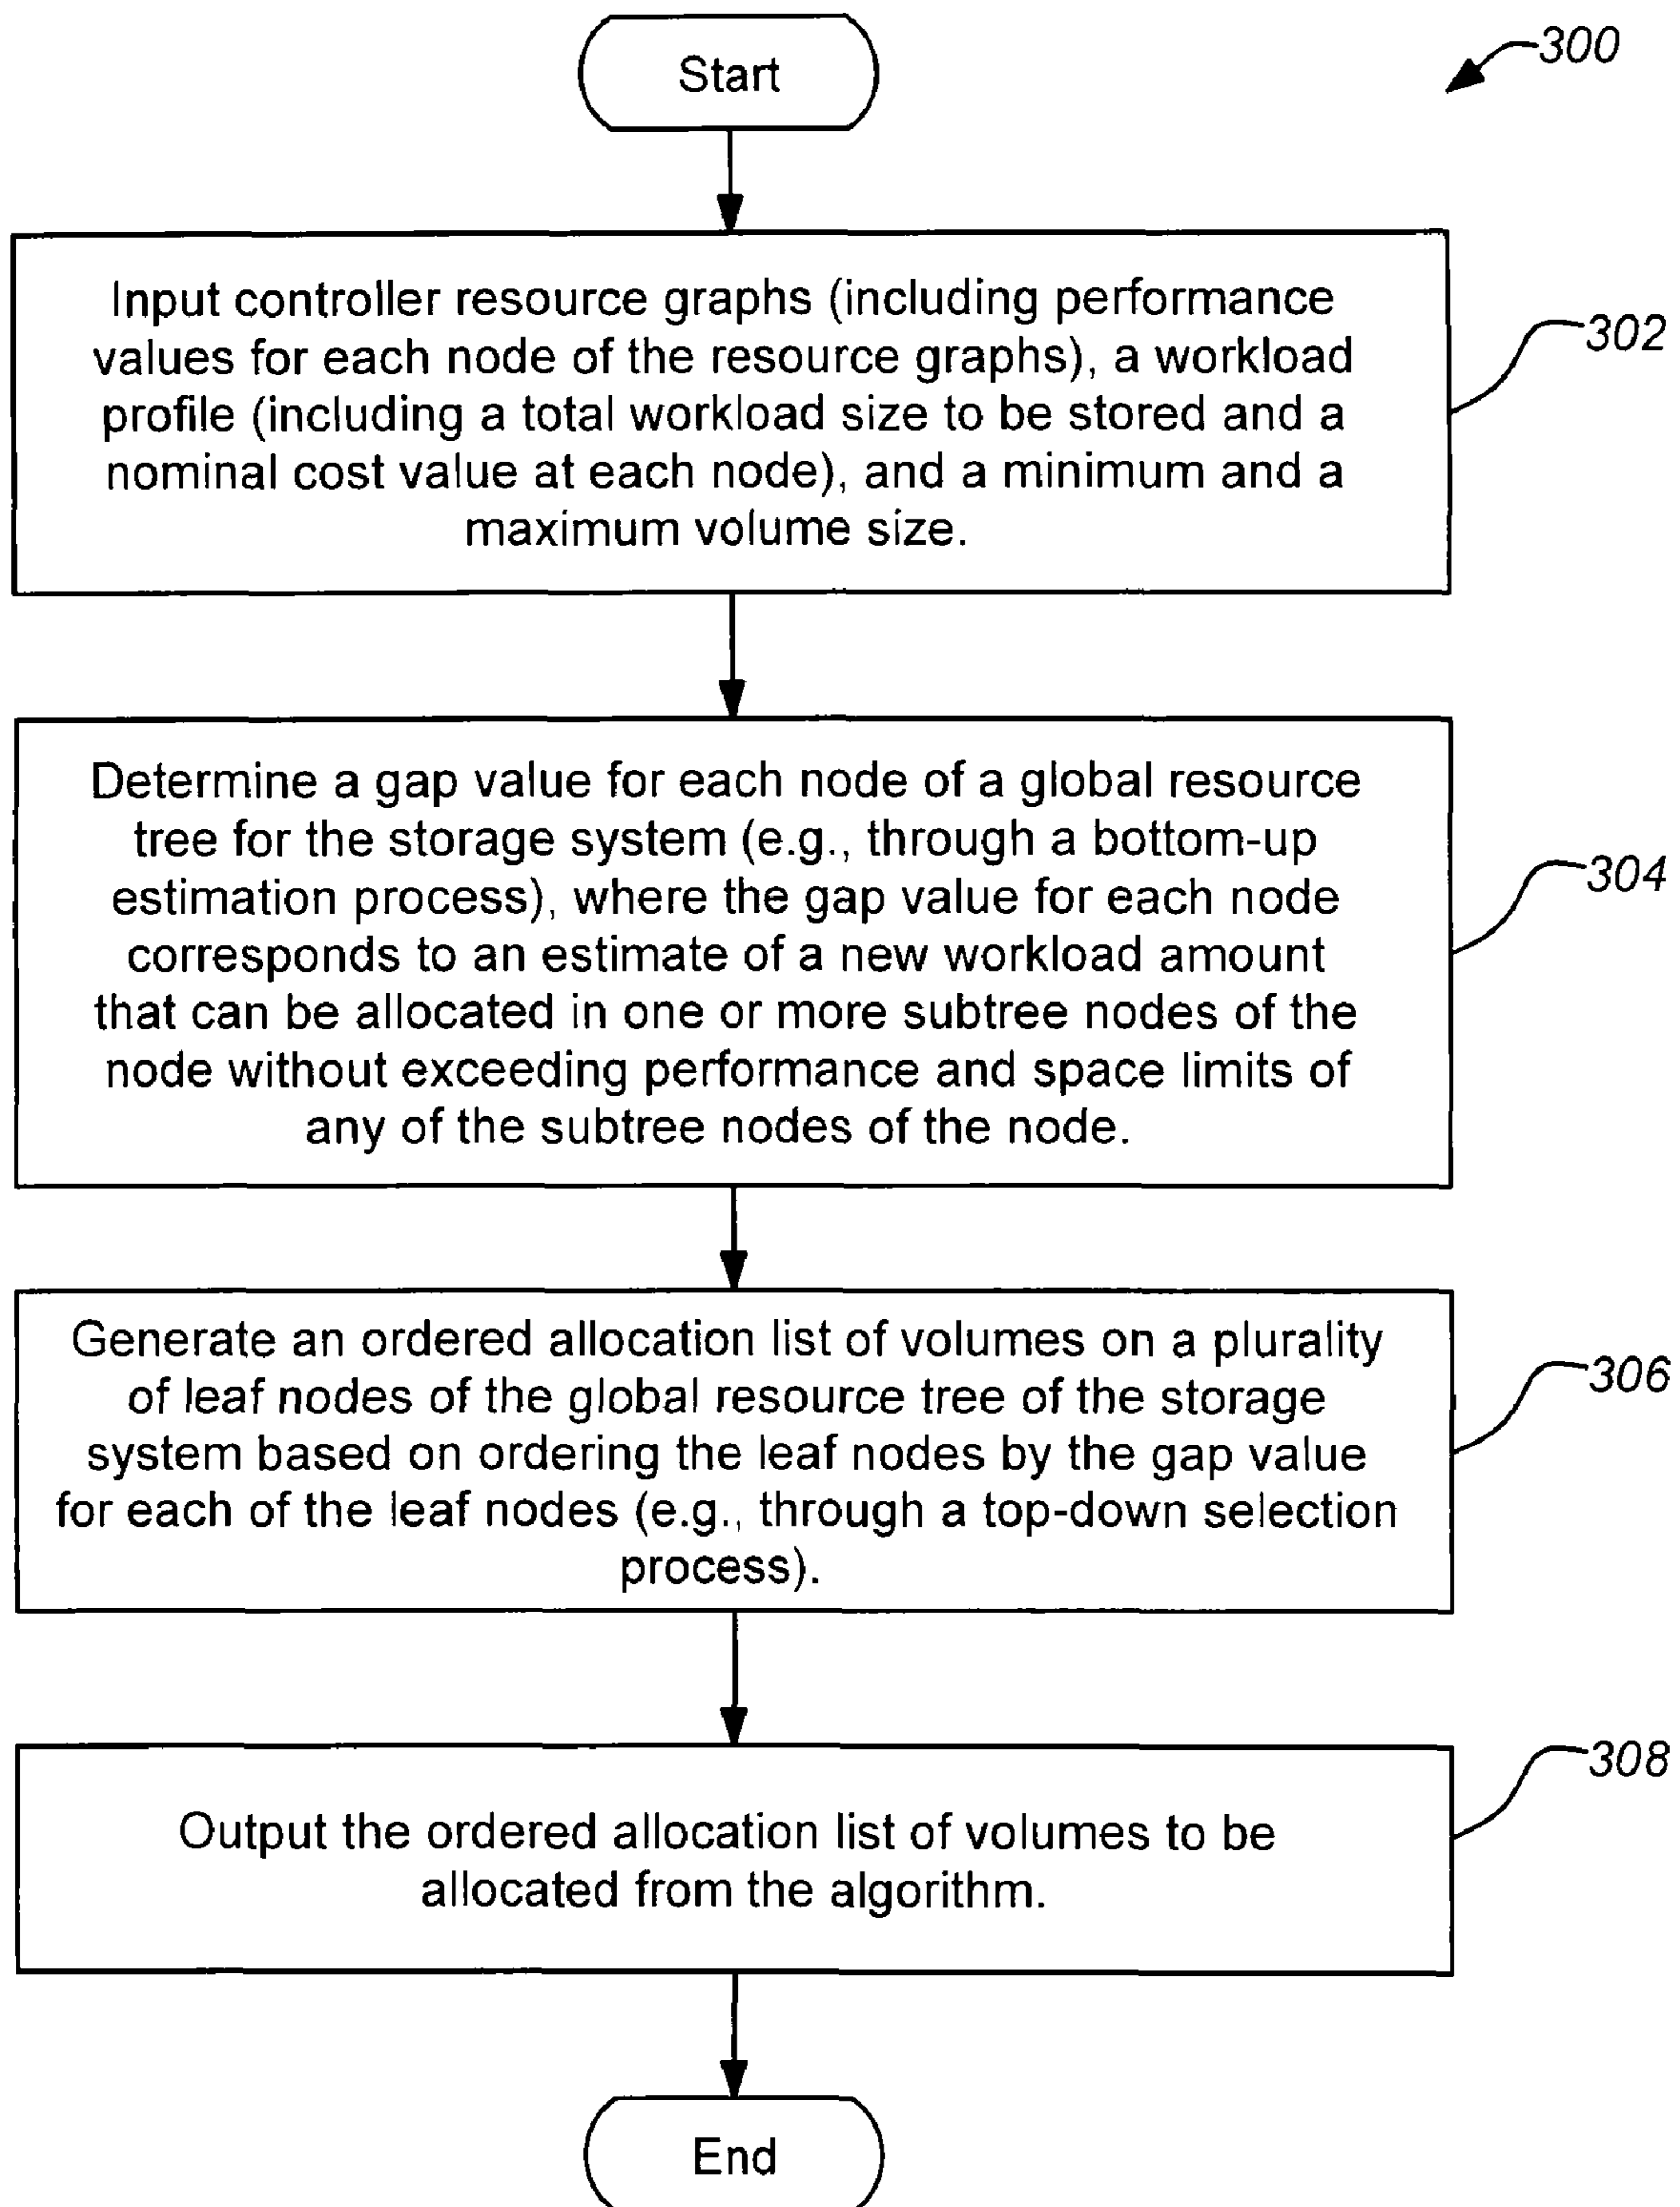 Start
300
Input controller resource graphs (including performance
values for each node of the resource graphs), a workload
profile (including a total workload size to be stored and a
nominal cost value at each node), and a minimum and a
maximum volume size.
302
Determine a gap value for each node of a global resource
tree for the storage system (e.g., through a bottom-up
estimation process), where the gap value for each node
corresponds to an estimate of a new workload amount
that can be allocated in one or more subtree nodes of the
node without exceeding performance and space limits of
any of the subtree nodes of the node.
304
Generate an ordered allocation list of volumes on a plurality
of leaf nodes of the global resource tree of the storage
system based on ordering the leaf nodes by the gap value
for each of the leaf nodes (e.g., through a top-down selection
process).
306
Output the ordered allocation list of volumes to be
allocated from the algorithm.
308
End